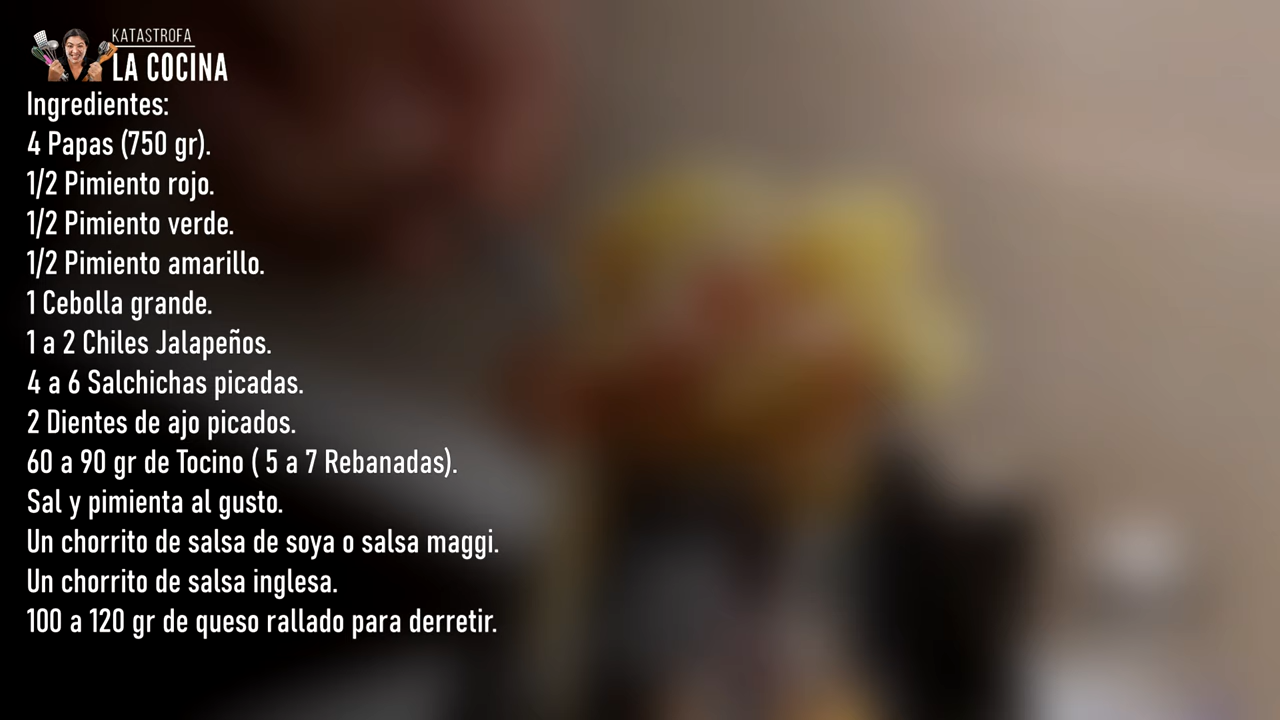 KATASTROFA
LA COCINA
Ingredientes:
4 Papas (750 gr).
1/2 Pimiento rojo.
1/2 Pimiento verde.
1/2 Pimiento amarillo.
1 Cebolla grande.
1 a 2 Chiles Jalapeños.
4 a 6 Salchichas picadas.
2 Dientes de ajo picados.
60 a 90 gr de Tocino ( 5 a 7 Rebanadas).
Sal y pimienta al gusto.
Un chorrito de salsa de soya o salsa maggi.
Un chorrito de salsa inglesa.
100 a 120 gr de queso rallado para derretir.